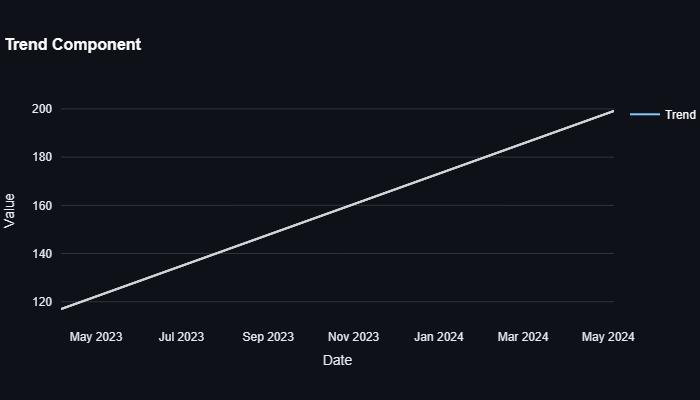 Trend Component
200
180
160
140
120
Value
Trend
May 2023 Jul 2023 Sep 2023 Nov 2023 Jan 2024 Mar 2024 May 2024
Date